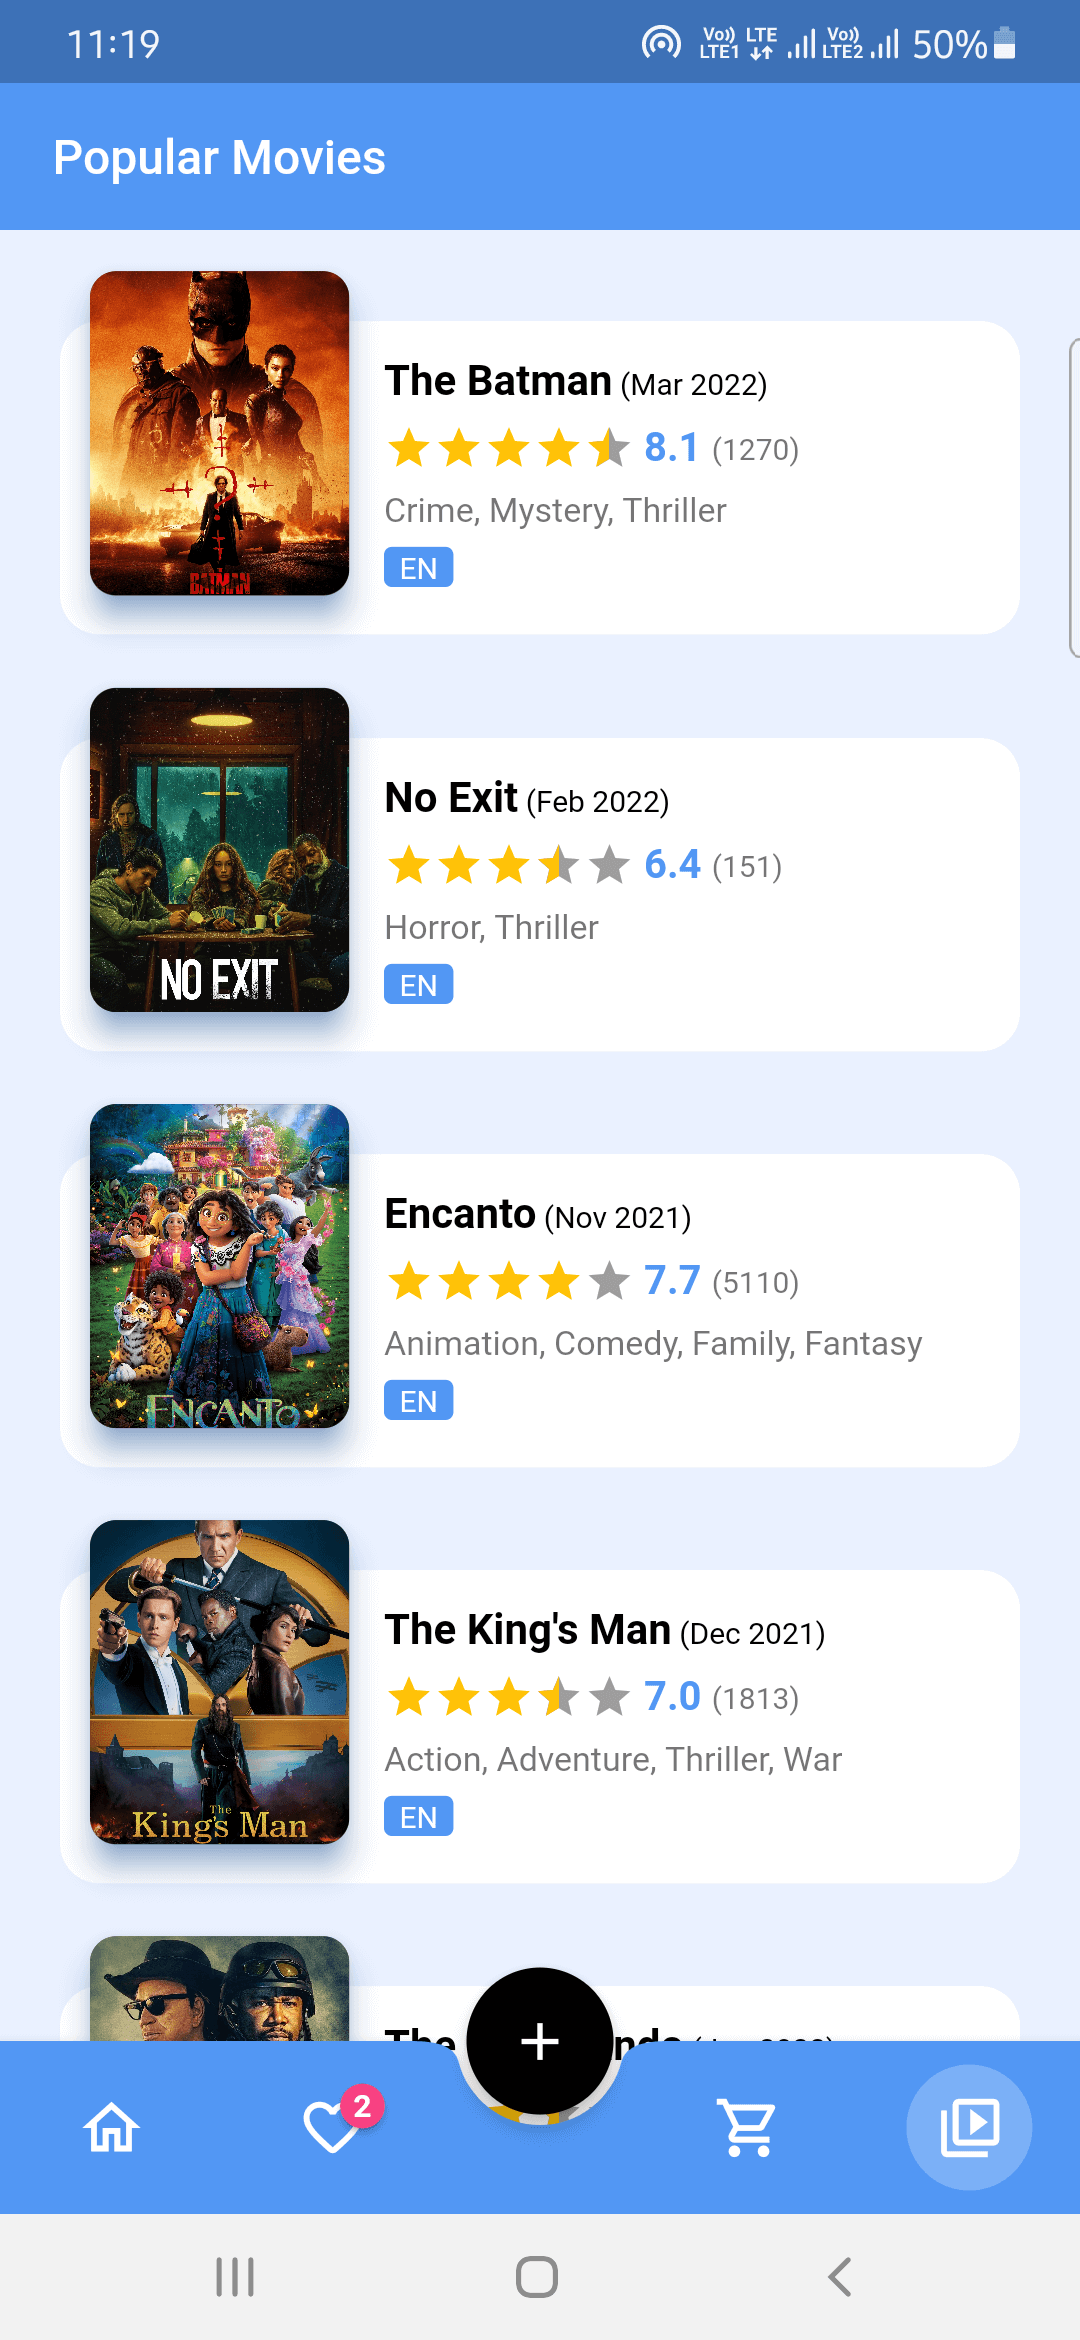 11:19
Vo)) LTE1 LTE Vo)) LTE2 50%
Popular Movies
BATMAN
The Batman (Mar 2022)
8.1 (1270)
Crime, Mystery, Thriller
EN
NO EXIT
No Exit (Feb 2022)
6.4 (151)
Horror, Thriller
EN
ENCANTO
Encanto (Nov 2021)
7.7 (5110)
Animation, Comedy, Family, Fantasy
EN
The
King's Man
The King's Man (Dec 2021)
7.0 (1813)
Action, Adventure, Thriller, War
EN
The
2